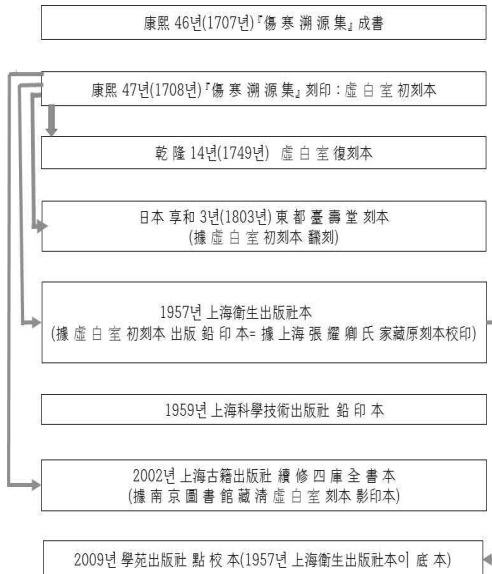 康熙 46년(1707년)『傷 寒 溯 源 集』成書
康熙 47년(1708년)『傷 寒 溯 源 集』刻印 : 虛 白 室 初刻本
乾 隆 14년(1749년) 虛 白 室 復刻本
日本 享和 3년(1803년) 東 都 臺 壽 堂 刻本
(據 虛 白 室 初刻本 飜刻)
1957년 上海衛生出版社本
(據 虛 白 室 初刻本 出版 鉛 印 本= 據 上海 張 耀 卿 氏 家藏原刻本校印)
1959년 上海科學技術出版社 鉛 印 本
2002년 上海古籍出版社 續 修 四 庫 全 書 本
(據 南 京 圖 書 館 藏 淸 虛 白 室 刻本 影印本)
2009년 學苑出版社 點 校 本(1957년 上海衛生出版社本이 底 本)